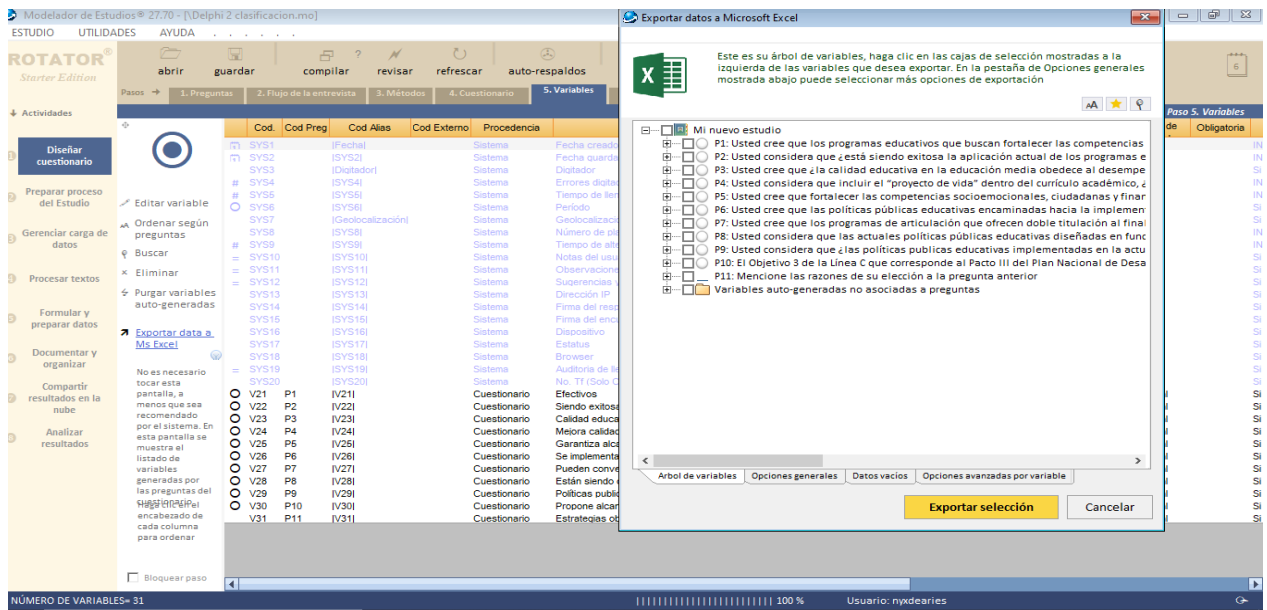 Modelador de Estudios® 27.70 - [\Delphi 2 clasificacion.mo]
ESTUDIO UTILIDADES AYUDA
ROTATOR®
Starter Edition
abrir guardar compilar revisar refrescar auto-respaldos
6
Pasos 1. Preguntas 2. Flujo de la entrevista 3. Métodos 4. Cuestionario 5. Variables
Paso 5. Variables
Actividades
Diseñar
cuestionario
Preparar proceso
del Estudio
Gerenciar carga de
datos
Procesar textos
Formular y
preparar datos
Documentar y
organizar
Compartir
resultados en la
nube
Analizar
resultados
Editar variable
Ordenar según
preguntas
Buscar
Eliminar
Purgar variables
auto-generadas
Exportar data a
Ms Excel
No es necesario
tocar esta
pantalla, a
menos que sea
recomendado
por el sistema. En
esta pantalla se
muestra el
listado de
variables
generadas por
las preguntas del
cuestionario.
Haga clic en el
encabezado de
cada columna
para ordenar
Bloquear paso
Cod. Cod Preg Cod Alias Cod Externo Procedencia
de Obligatoria
SYS1 |Fecha| Sistema Fecha creado
SYS2 |SYS2| Sistema Fecha guarda
SYS3 |Digitador| Sistema Digitador
# SYS4 |SYS4| Sistema Errores digitac
# SYS5 |SYS5| Sistema Tiempo de llen
SYS6 |SYS6| Sistema Período
SYS7 |Geolocalización| Sistema Geolocalizació
SYS8 |SYS8| Sistema Número de pla
# SYS9 |SYS9| Sistema Tiempo de alte
= SYS10 |SYS10| Sistema Notas del usu
= SYS11 |SYS11| Sistema Observacione
= SYS12 |SYS12| Sistema Sugerencias y
SYS13 |SYS13| Sistema Dirección IP
SYS14 |SYS14| Sistema Firma del resp
SYS15 |SYS15| Sistema Firma del encu
SYS16 |SYS16| Sistema Dispositivo
SYS17 |SYS17| Sistema Estatus
SYS18 |SYS18| Sistema Browser
= SYS19 |SYS19| Sistema Auditoria de lle
SYS20 |SYS20| Sistema No. Tf (Solo C
V21 P1 |V21| Cuestionario Efectivos Si
V22 P2 |V22| Cuestionario Siendo exitosa Si
V23 P3 |V23| Cuestionario Calidad educa Si
V24 P4 |V24| Cuestionario Mejora calidad Si
V25 P5 |V25| Cuestionario Garantiza alca Si
V26 P6 |V26| Cuestionario Se implementa Si
V27 P7 |V27| Cuestionario Pueden conve Si
V28 P8 |V28| Cuestionario Están siendo e Si
V29 P9 |V29| Cuestionario Políticas public Si
V30 P10 |V30| Cuestionario Propone alcan Si
V31 P11 |V31| Cuestionario Estrategias ob Si
Exportar datos a Microsoft Excel
Este es su árbol de variables, haga clic en las cajas de selección mostradas a la
izquierda de las variables que desea exportar. En la pestaña de Opciones generales
mostrada abajo puede seleccionar más opciones de exportación
AA
Mi nuevo estudio
P1: Usted cree que los programas educativos que buscan fortalecer las competencias
P2: Usted considera que ¿está siendo exitosa la aplicación actual de los programas e
P3: Usted cree que ¿la calidad educativa en la educación media obedece al desempe
P4: Usted considera que incluir el "proyecto de vida" dentro del currículo académico, ¿
P5: Usted cree que fortalecer las competencias socioemocionales, ciudadanas y finan
P6: Usted cree que las políticas públicas educativas encaminadas hacia la implemen
P7: Usted cree que los programas de articulación que ofrecen doble titulación al final
P8: Usted considera que las actuales políticas públicas educativas diseñadas en func
P9: Usted considera que ¿las políticas publicas educativas implementadas en la actu
P10: El Objetivo 3 de la Línea C que corresponde al Pacto III del Plan Nacional de Desa
P11: Mencione las razones de su elección a la pregunta anterior
Variables auto-generadas no asociadas a preguntas
Arbol de variables Opciones generales Datos vacíos Opciones avanzadas por variable
Exportar selección Cancelar
NÚMERO DE VARIABLES= 31 100 % Usuario: nyxdearies